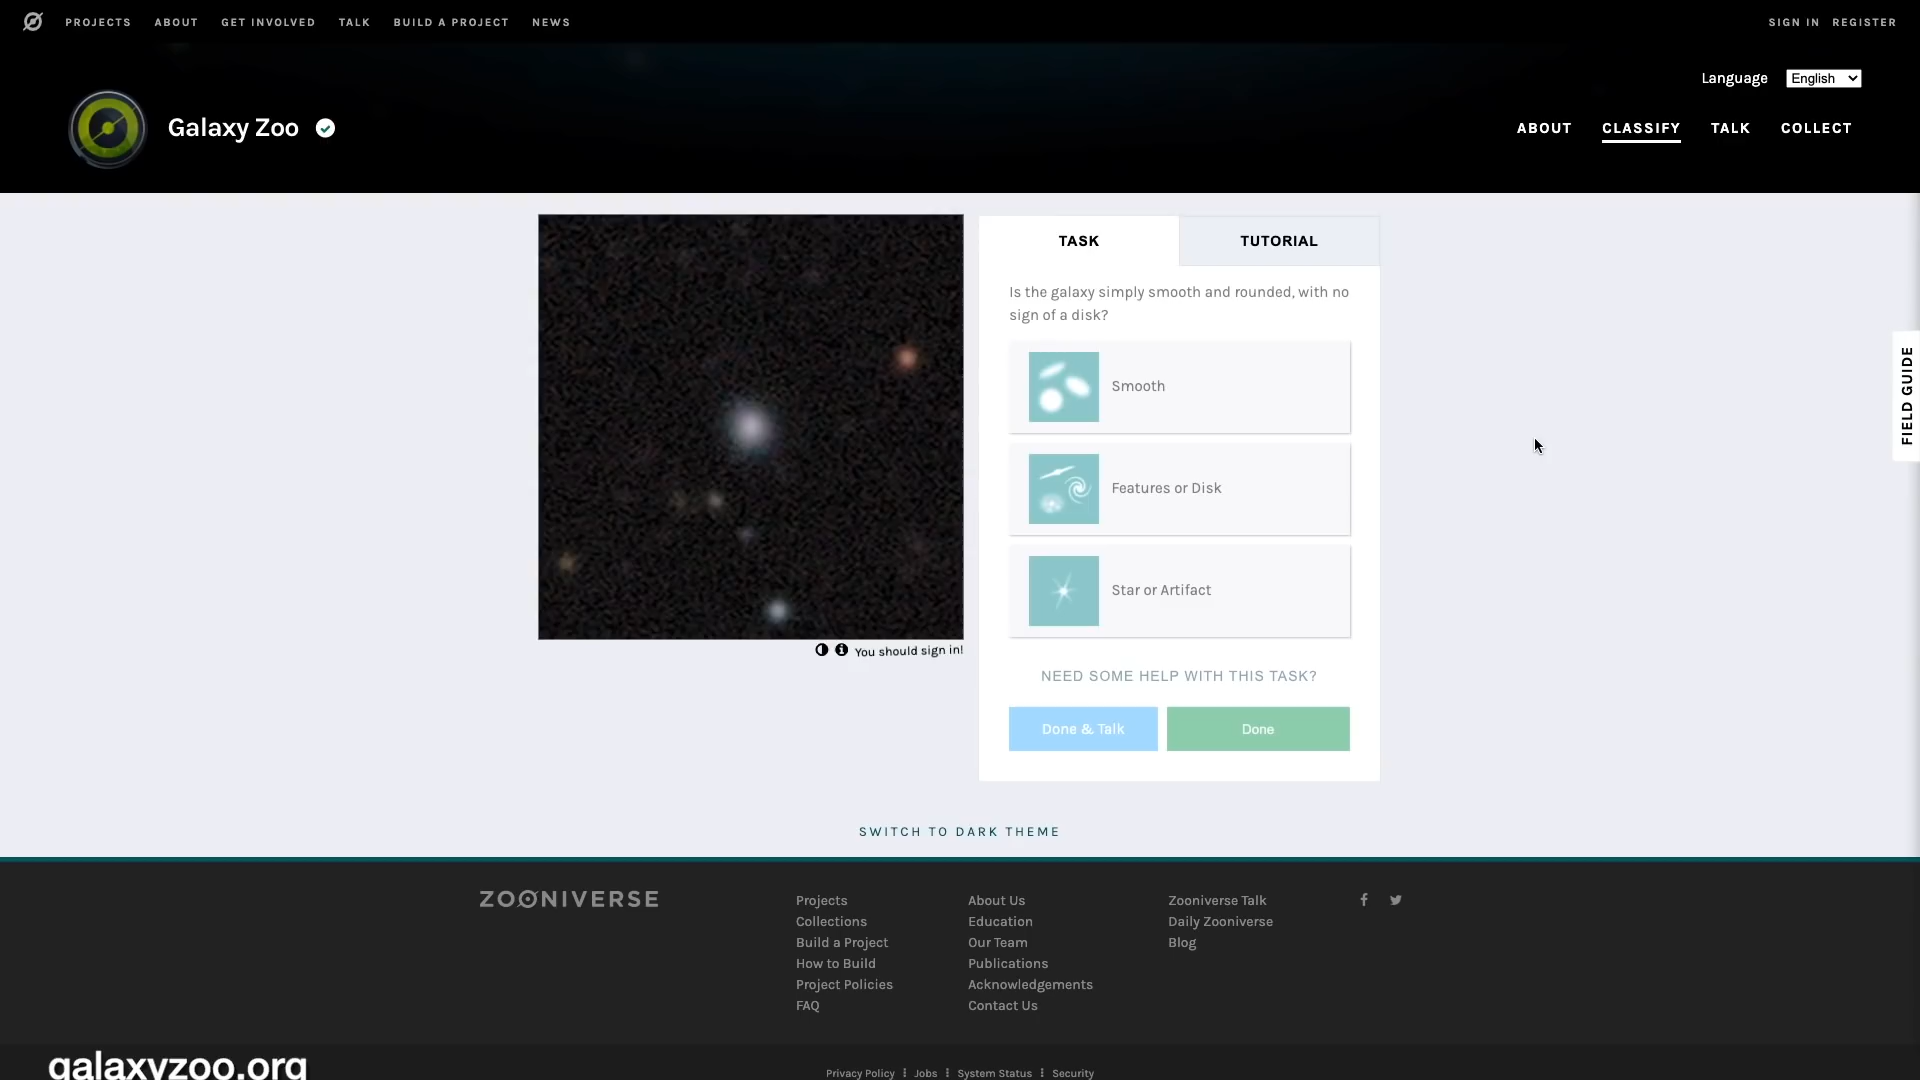 PROJECTS ABOUT GET INVOLVED TALK BUILD A PROJECT NEWS SIGN IN REGISTER
Language English
Galaxy Zoo ABOUT CLASSIFY TALK COLLECT
TASK TUTORIAL
Is the galaxy simply smooth and rounded, with no
sign of a disk?
Smooth
Features or Disk
Star or Artifact
FIELD GUIDE
You should sign in!
NEED SOME HELP WITH THIS TASK?
Done & Talk Done
SWITCH TO DARK THEME
ZOONIVERSE
Projects
Collections
Build a Project
How to Build
Project Policies
FAQ
About Us
Education
Our Team
Publications
Acknowledgements
Contact Us
Zooniverse Talk
Daily Zooniverse
Blog
galaxyzoo.org
Privacy Policy Jobs System Status Security